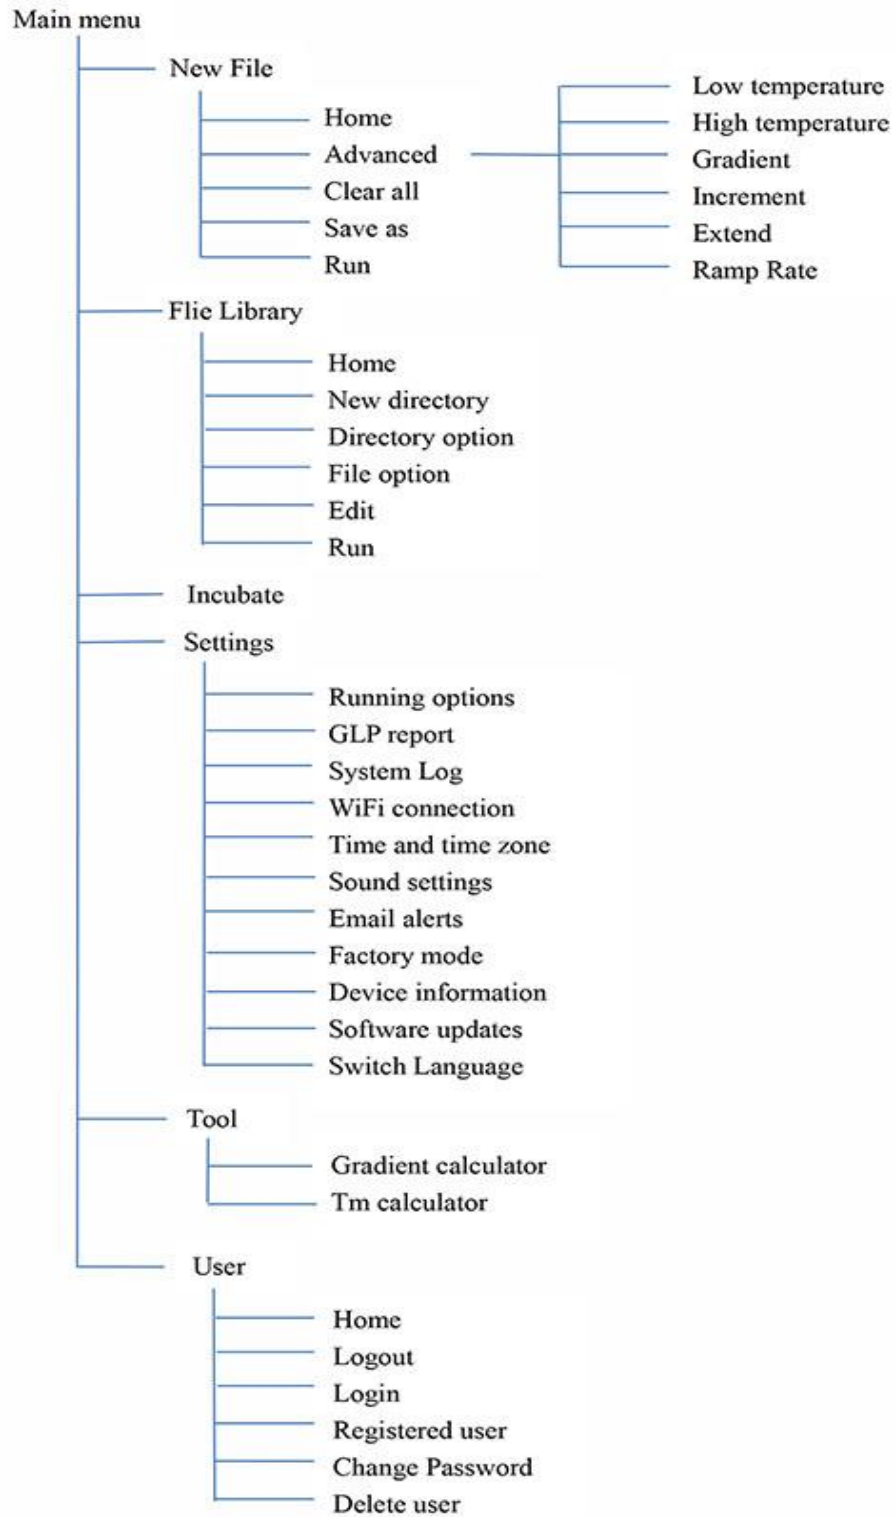 Main menu
New File
Home
Advanced
Clear all
Save as
Run
Low temperature
High temperature
Gradient
Increment
Extend
Ramp Rate
Flie Library
Home
New directory
Directory option
File option
Edit
Run
Incubate
Settings
Running options
GLP report
System Log
WiFi connection
Time and time zone
Sound settings
Email alerts
Factory mode
Device information
Software updates
Switch Language
Tool
Gradient calculator
Tm calculator
User
Home
Logout
Login
Registered user
Change Password
Delete user